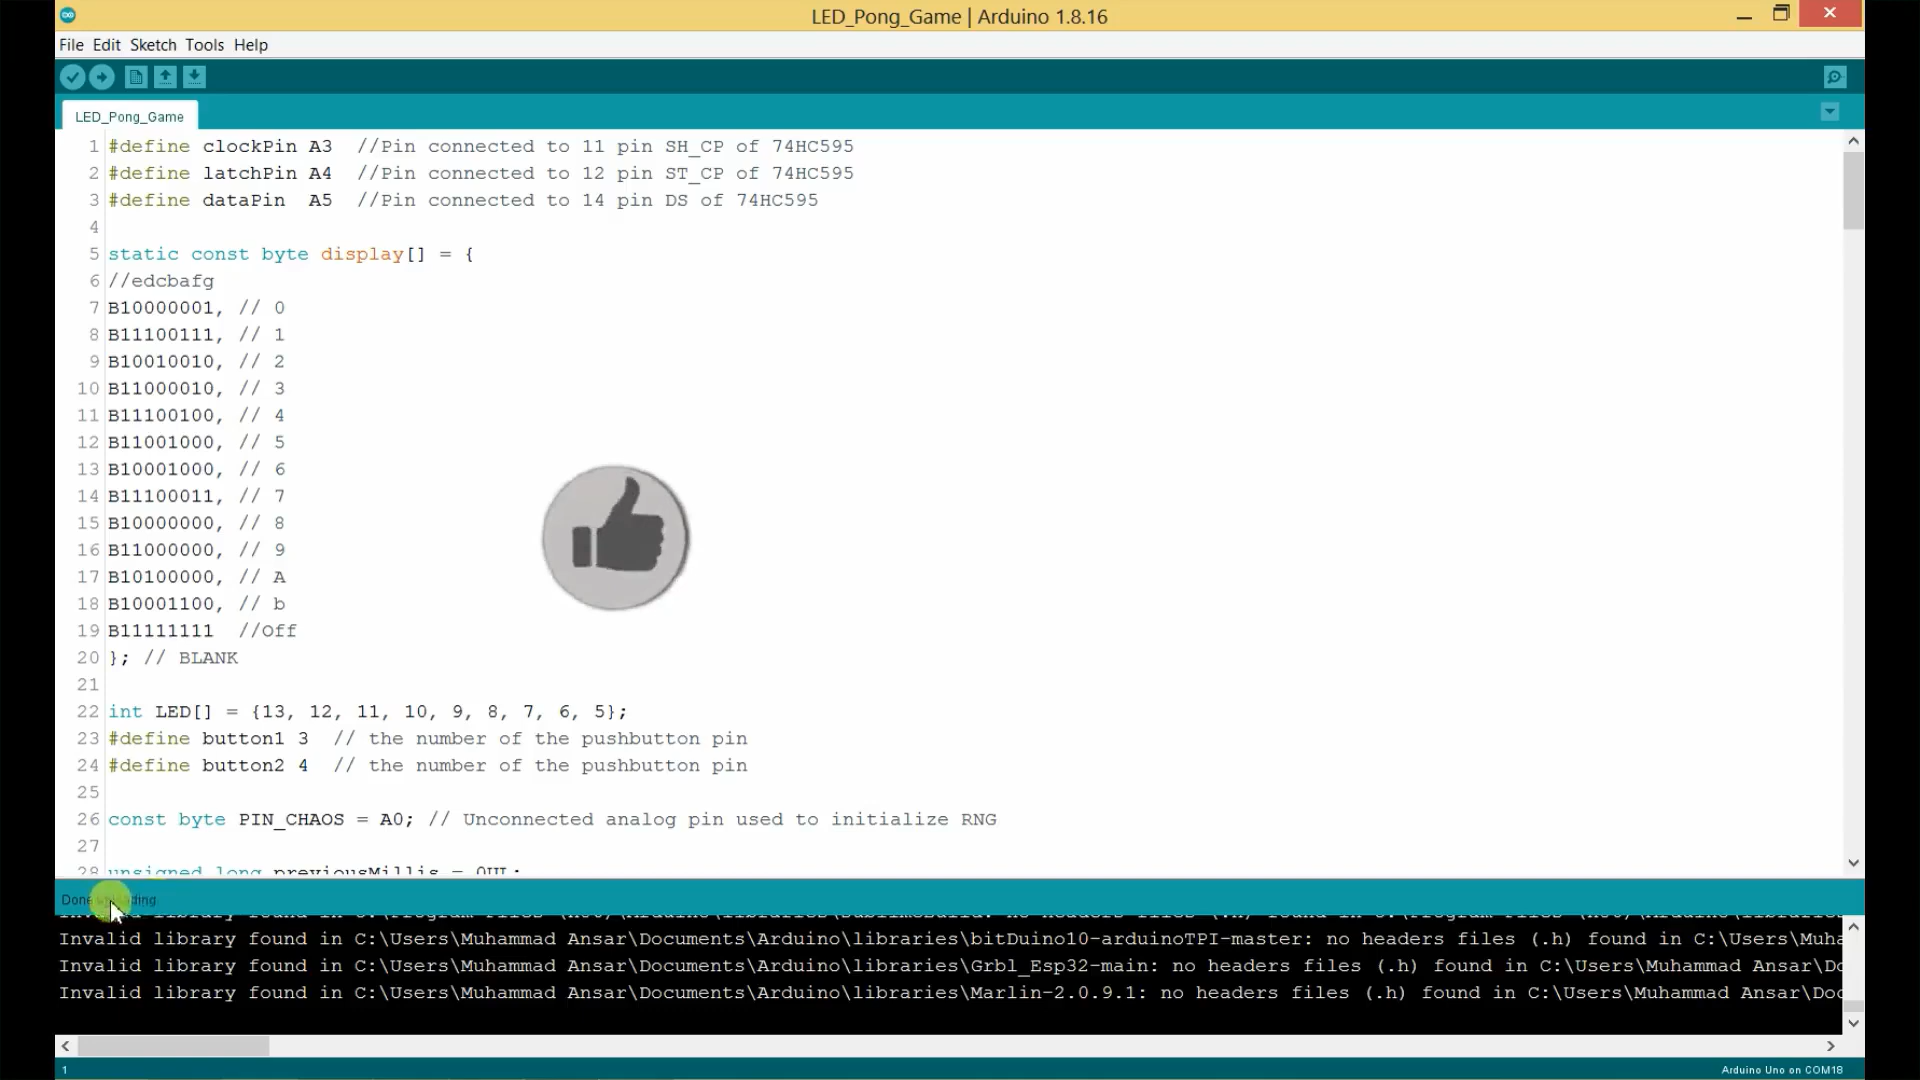 LED_Pong_Game | Arduino 1.8.16
File Edit Sketch Tools Help
LED_Pong_Game
1 #define clockPin A3 //Pin connected to 11 pin SH_CP of 74HC595
2 #define latchPin A4 //Pin connected to 12 pin ST_CP of 74HC595
3 #define dataPin A5 //Pin connected to 14 pin DS of 74HC595
4
5 static const byte display[] = {
6 //edcbafg
7 B10000001, // 0
8 B11100111, // 1
9 B10010010, // 2
10 B11000010, // 3
11 B11100100, // 4
12 B11001000, // 5
13 B10001000, // 6
14 B11100011, // 7
15 B10000000, // 8
16 B11000000, // 9
17 B10100000, // A
18 B10001100, // b
19 B11111111 //Off
20 }; // BLANK
21
22 int LED[] = {13, 12, 11, 10, 9, 8, 7, 6, 5};
23 #define button1 3 // the number of the pushbutton pin
24 #define button2 4 // the number of the pushbutton pin
25
26 const byte PIN_CHAOS = A0; // Unconnected analog pin used to initialize RNG
27
28 unsigned long previousMillis = 0UL;
Done
Invalid library found in C:\Users\Muhammad Ansar\Documents\Arduino\libraries\bitDuino10-arduinoTPI-master: no headers files (.h) found in C:\Users\Muha
Invalid library found in C:\Users\Muhammad Ansar\Documents\Arduino\libraries\Grbl_Esp32-main: no headers files (.h) found in C:\Users\Muhammad Ansar\Do
Invalid library found in C:\Users\Muhammad Ansar\Documents\Arduino\libraries\Marlin-2.0.9.1: no headers files (.h) found in C:\Users\Muhammad Ansar\Doc
1
Arduino Uno on COM18